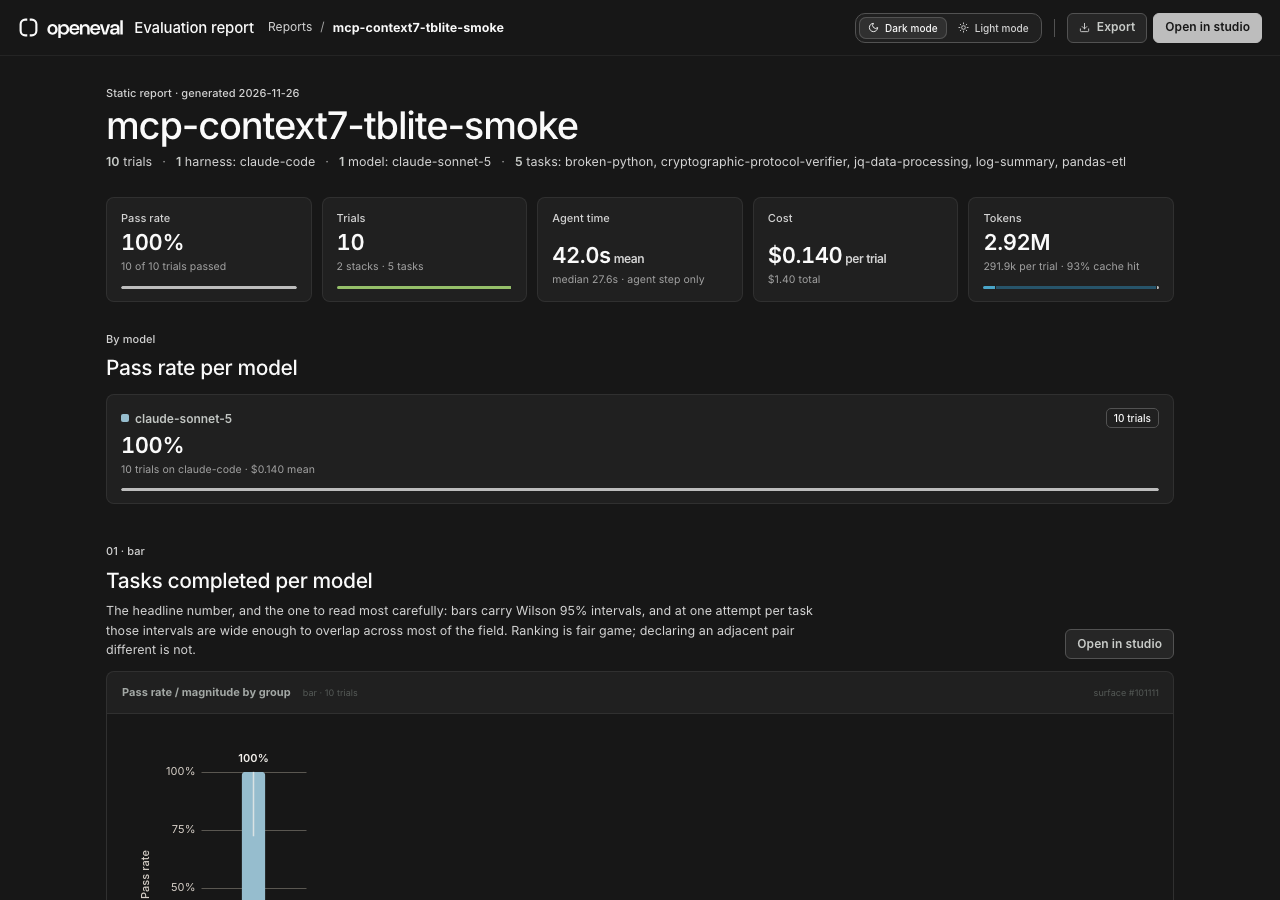 openeval Evaluation report Reports / mcp-context7-tblite-smoke Dark mode Light mode Export Open in studio
Static report · generated 2026-11-26
mcp-context7-tblite-smoke
10 trials · 1 harness: claude-code · 1 model: claude-sonnet-5 · 5 tasks: broken-python, cryptographic-protocol-verifier, jq-data-processing, log-summary, pandas-etl
Pass rate
100%
10 of 10 trials passed
Trials
10
2 stacks · 5 tasks
Agent time
42.0s mean
median 27.6s · agent step only
Cost
$0.140 per trial
$1.40 total
Tokens
2.92M
291.9k per trial · 93% cache hit
By model
Pass rate per model
claude-sonnet-5 10 trials
100%
10 trials on claude-code · $0.140 mean
01 · bar
Tasks completed per model
The headline number, and the one to read most carefully: bars carry Wilson 95% intervals, and at one attempt per task
those intervals are wide enough to overlap across most of the field. Ranking is fair game; declaring an adjacent pair
different is not.
Open in studio
Pass rate / magnitude by group bar · 10 trials surface #101111
100%
100%
75%
50%
Pass rate